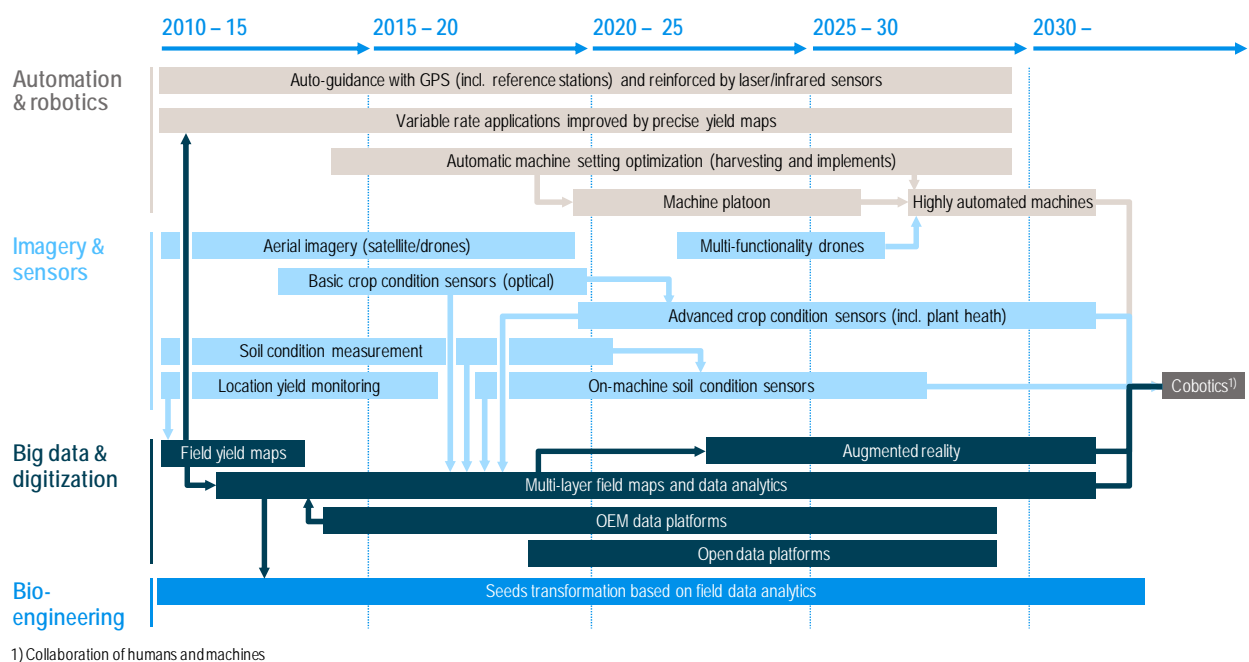 2010 – 15
2015 – 20
2020 – 25
2025 – 30
2030 –
Automation
& robotics
Auto-guidance with GPS (incl. reference stations) and reinforced by laser/infrared sensors
Variable rate applications improved by precise yield maps
Automatic machine setting optimization (harvesting and implements)
Machine platoon
Highly automated machines
Imagery &
sensors
Aerial imagery (satellite/drones)
Multi-functionality drones
Basic crop condition sensors (optical)
Advanced crop condition sensors (incl. plant heath)
Soil condition measurement
Location yield monitoring
On-machine soil condition sensors
Cobotics1)
Big data &
digitization
Field yield maps
Augmented reality
Multi-layer field maps and data analytics
OEM data platforms
Open data platforms
Bio-
engineering
Seeds transformation based on field data analytics
1) Collaboration of humans and machines